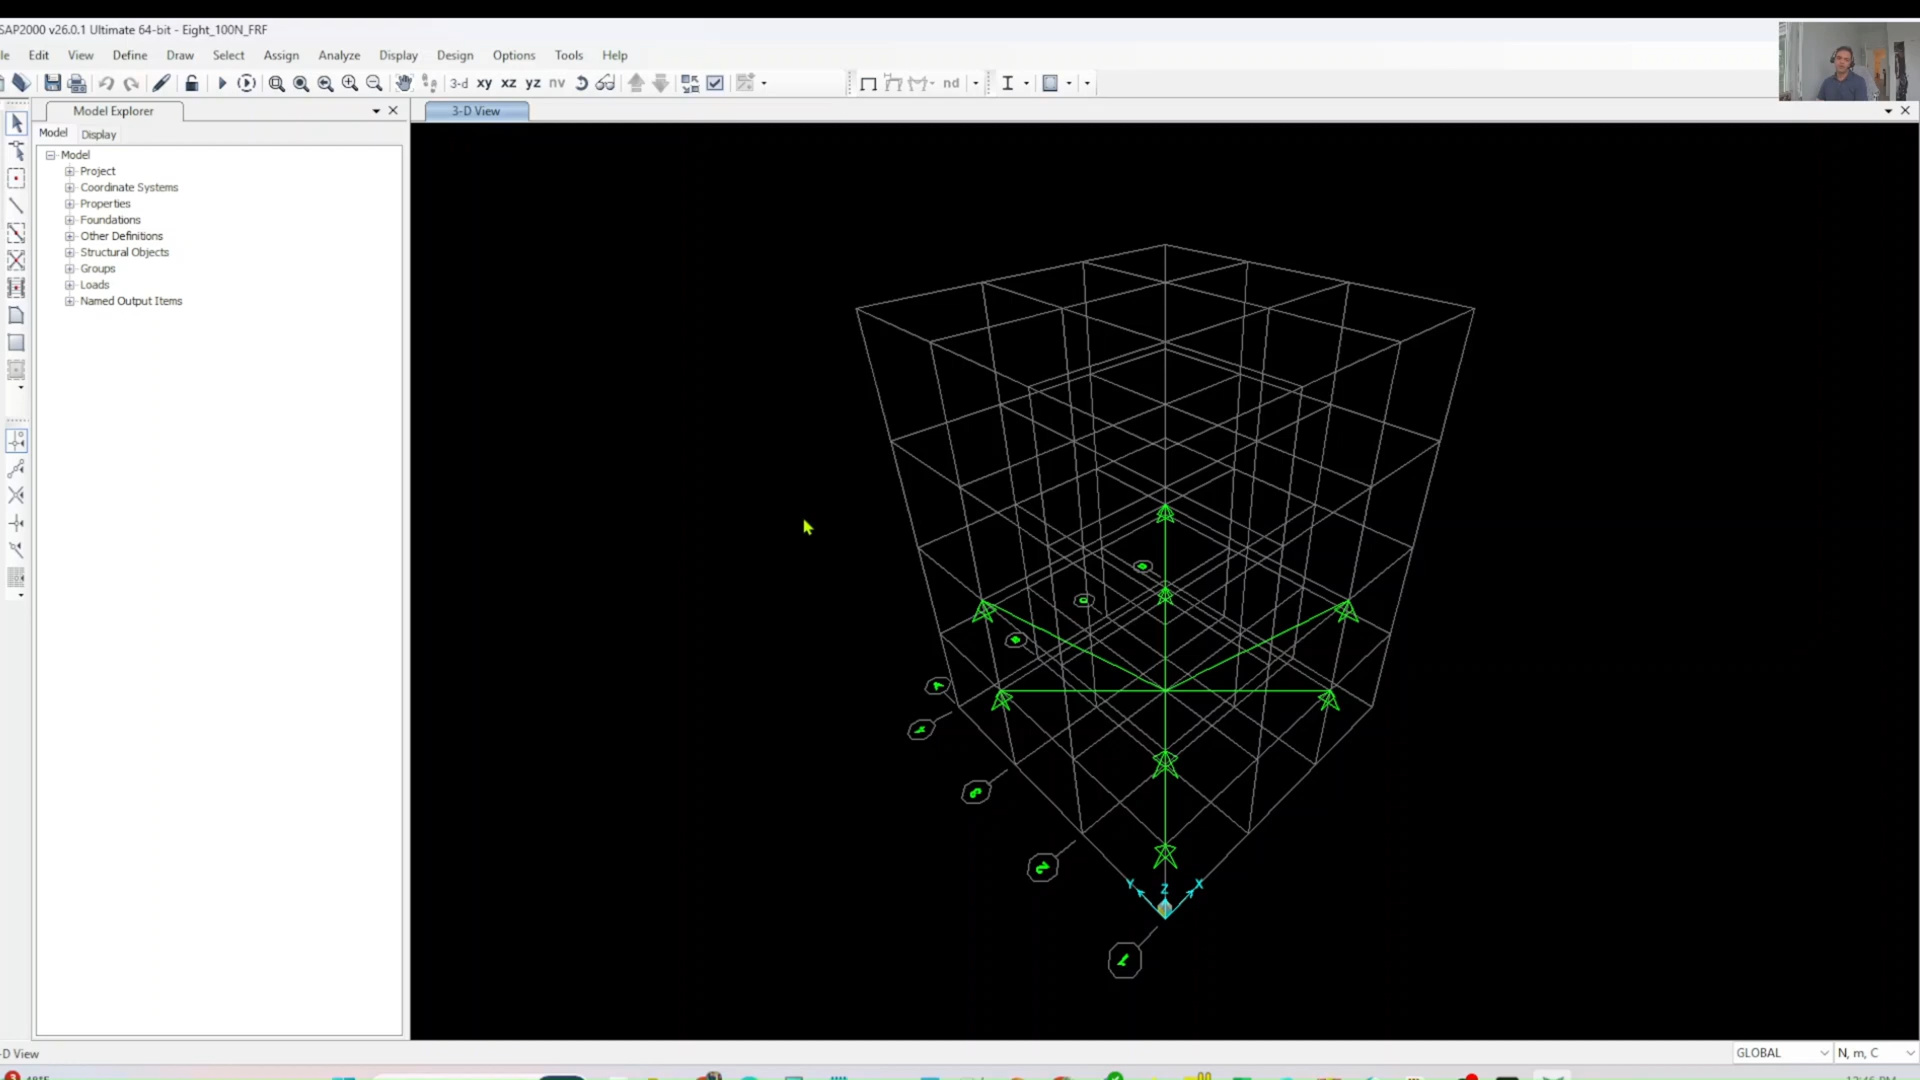 SAP2000 v26.0.1 Ultimate 64-bit - Eight_100N_FRF
le Edit View Define Draw Select Assign Analyze Display Design Options Tools Help
3-d xy xz yz nv nd
Model Explorer
3-D View
Model Display
Model
Project
Coordinate Systems
Properties
Foundations
Other Definitions
Structural Objects
Groups
Loads
Named Output Items
Y Z X
-D View
GLOBAL
N, m, C